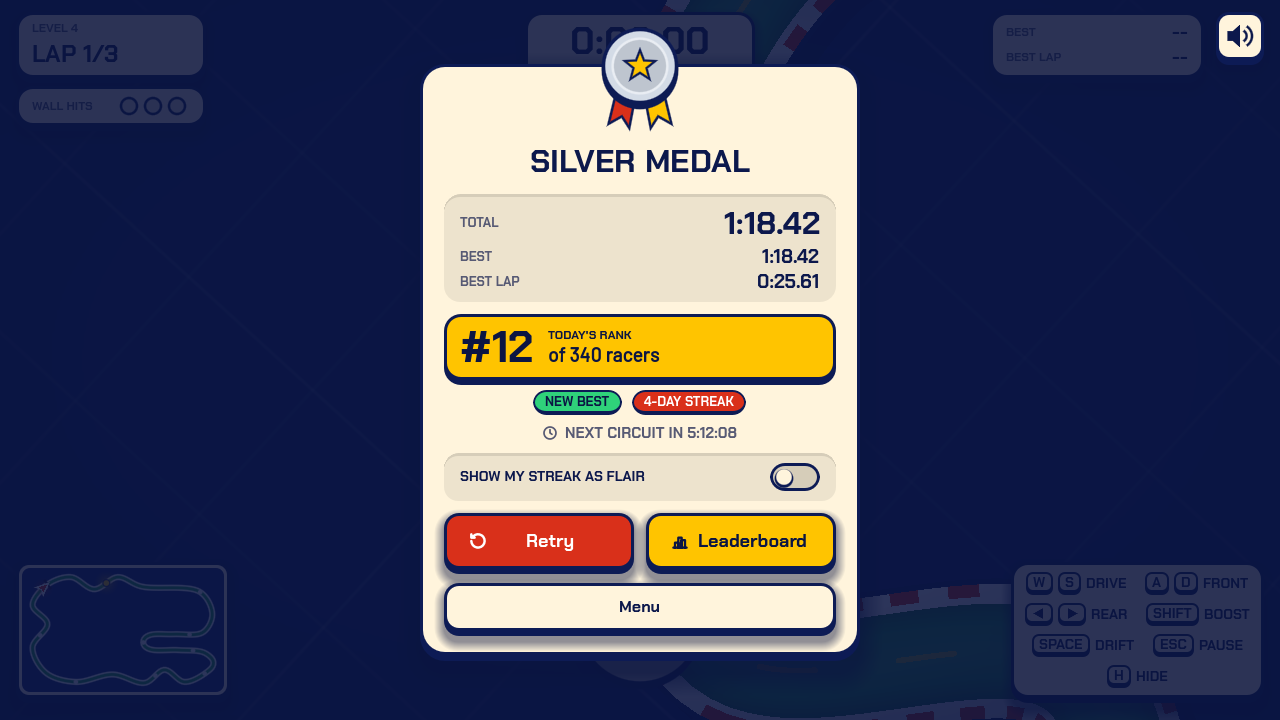 LEVEL 4
LAP 1/3
WALL HITS
BEST --
BEST LAP --
SILVER MEDAL
TOTAL 1:18.42
BEST 1:18.42
BEST LAP 0:25.61
#12
TODAY'S RANK
of 340 racers
NEW BEST
4-DAY STREAK
NEXT CIRCUIT IN 5:12:08
SHOW MY STREAK AS FLAIR
Retry
Leaderboard
Menu
W S DRIVE A D FRONT
◀ ▶ REAR SHIFT BOOST
SPACE DRIFT ESC PAUSE
H HIDE